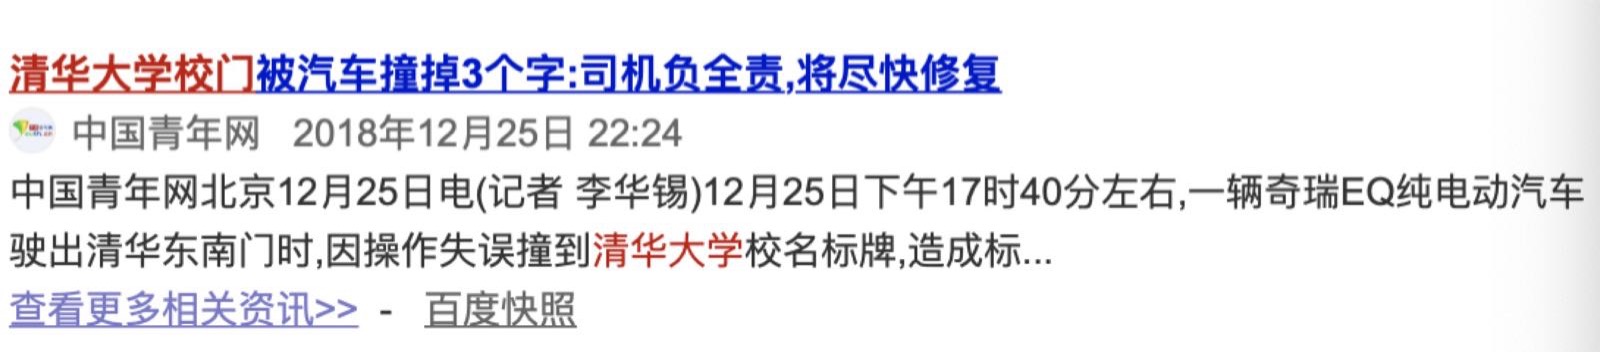 清华大学校门被汽车撞掉3个字:司机负全责,将尽快修复
中国青年网 2018年12月25日 22:24
中国青年网北京12月25日电(记者 李华锡)12月25日下午17时40分左右,一辆奇瑞EQ纯电动汽车
驶出清华东南门时,因操作失误撞到清华大学校名标牌,造成标...
查看更多相关资讯>> - 百度快照